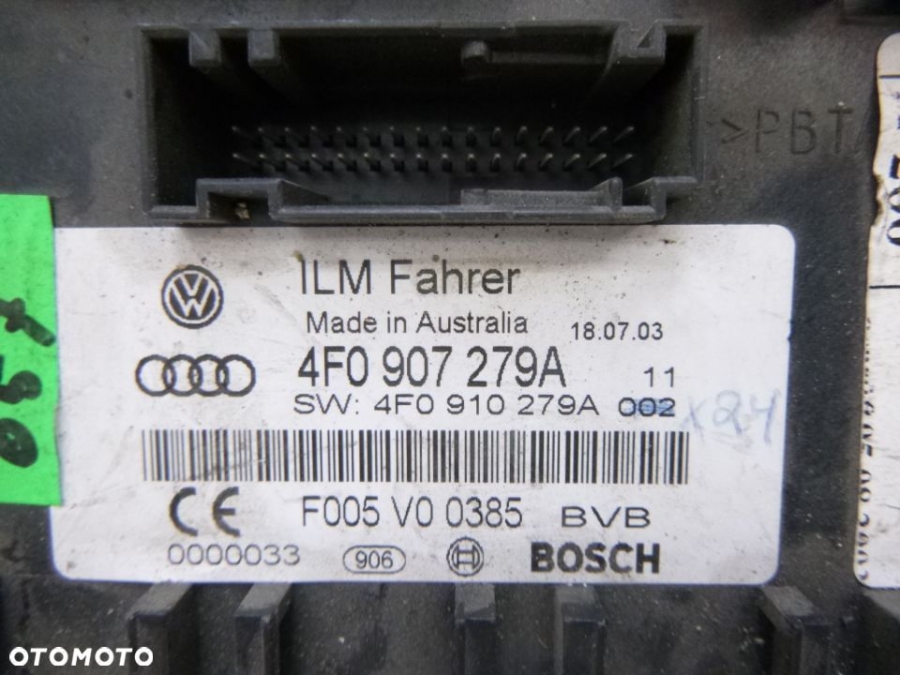 >PBT
ILM Fahrer
Made in Australia 18.07.03
4F0 907 279A 11
SW: 4F0 910 279A 002 x24
CE F005 V0 0385 BVB
0000033 906 BOSCH
OTOMOTO